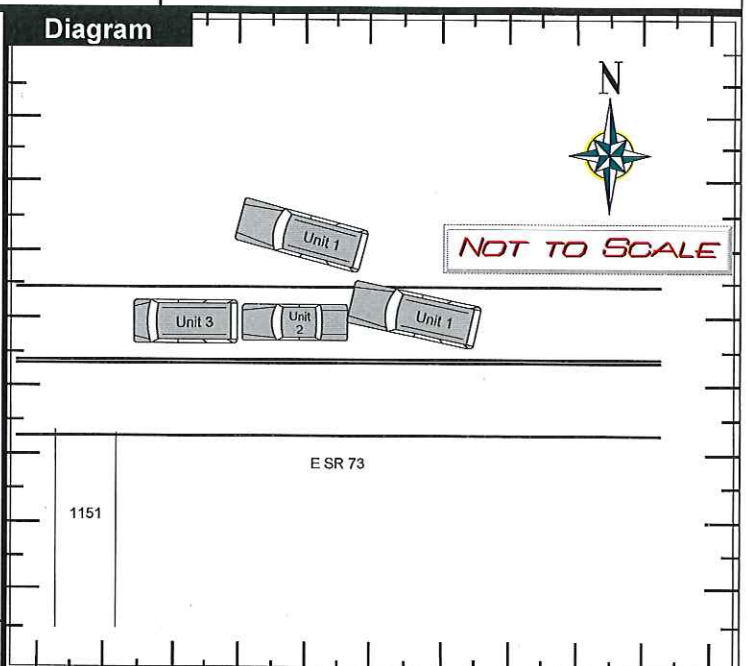 Diagram
N
Unit 1
NOT TO SCALE
Unit 3
Unit
2
Unit 1
E SR 73
1151